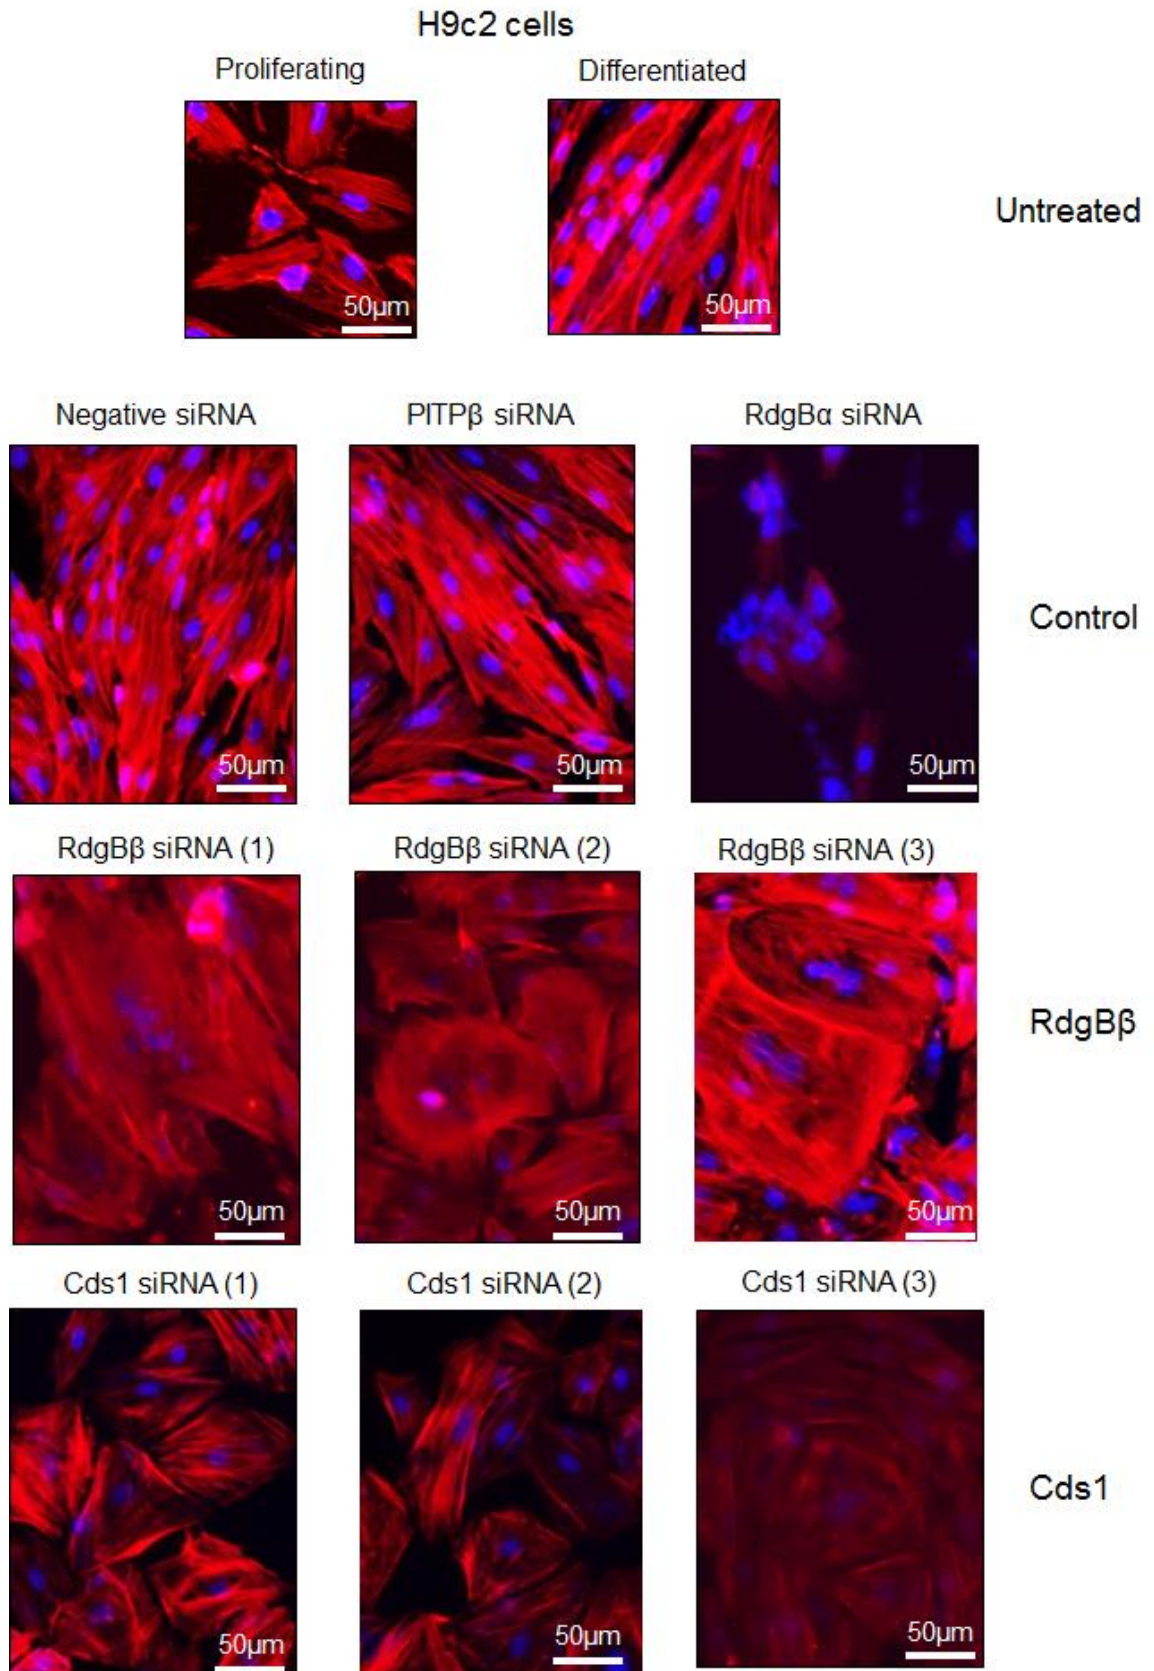 H9c2 cells
Proliferating
Differentiated
50µm
50µm
Untreated
Negative siRNA
PITPβ siRNA
RdgBα siRNA
50µm
50µm
50µm
Control
RdgBβ siRNA (1)
RdgBβ siRNA (2)
RdgBβ siRNA (3)
50µm
50µm
50µm
RdgBβ
Cds1 siRNA (1)
Cds1 siRNA (2)
Cds1 siRNA (3)
50µm
50µm
50µm
Cds1